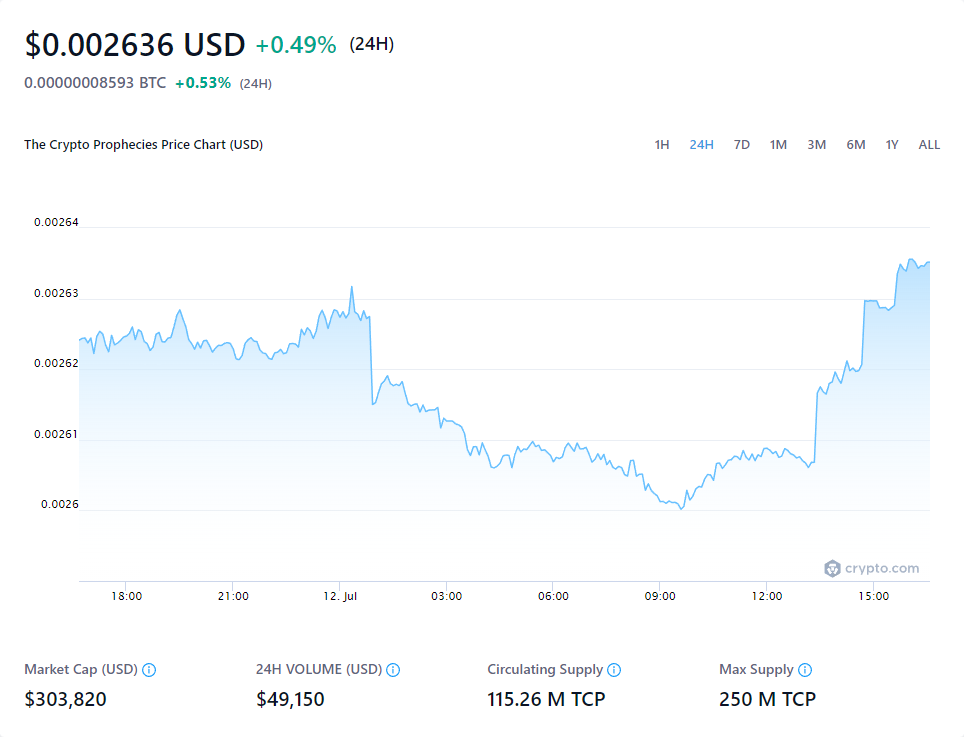 $0.002636 USD +0.49% (24H)
0.00000008593 BTC +0.53% (24H)
The Crypto Prophecies Price Chart (USD) 1H 24H 7D 1M 3M 6M 1Y ALL
0.00264
0.00263
0.00262
0.00261
0.0026
crypto.com
18:00 21:00 12. Jul 03:00 06:00 09:00 12:00 15:00
Market Cap (USD) 24H VOLUME (USD) Circulating Supply Max Supply
$303,820 $49,150 115.26 M TCP 250 M TCP